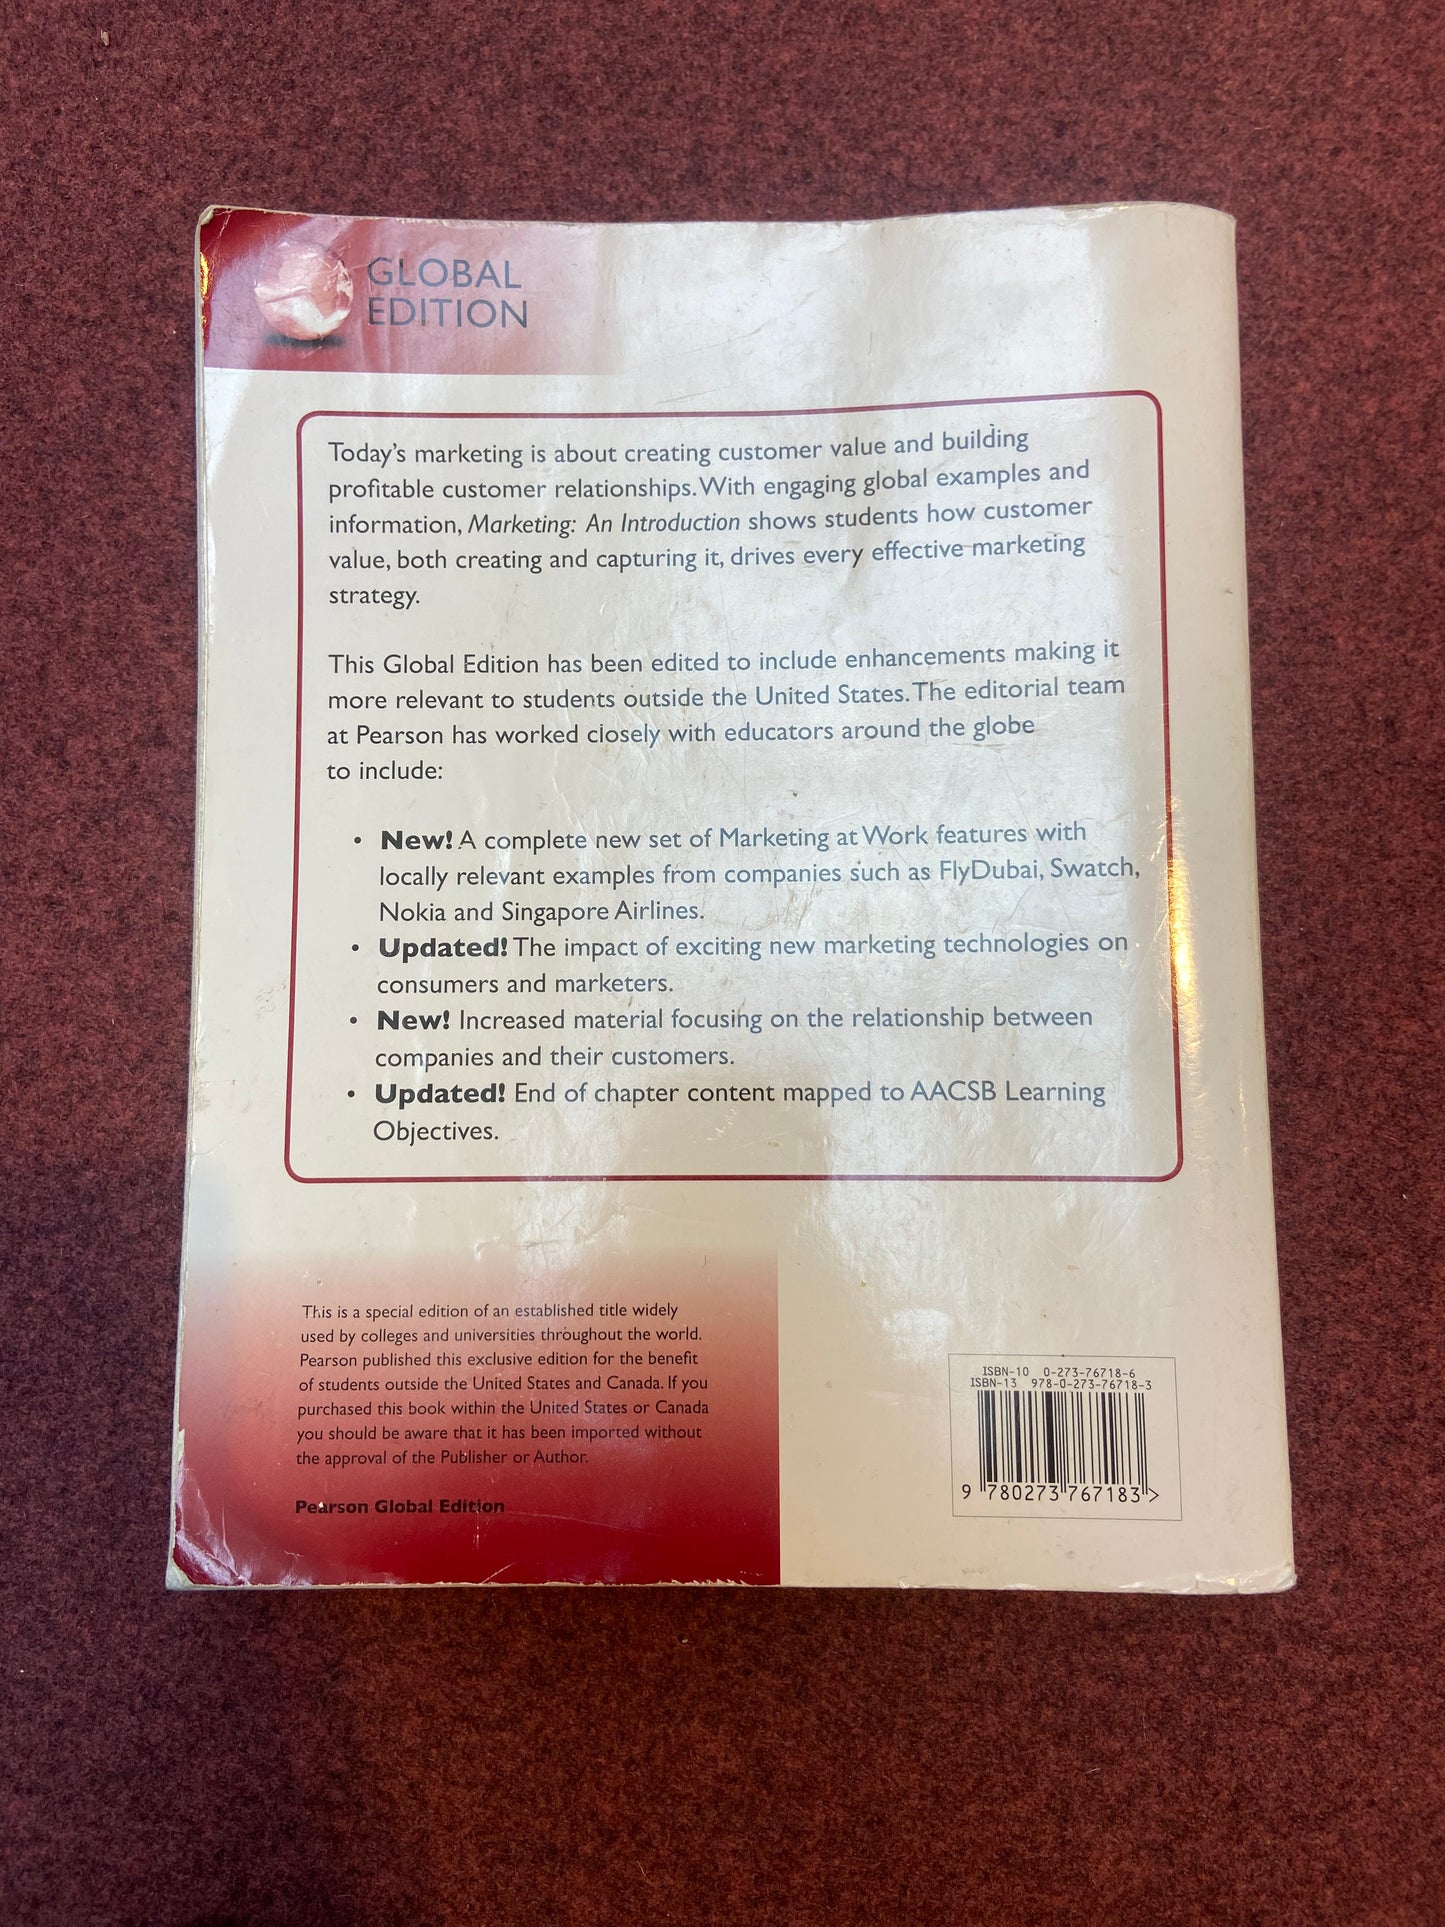 GLOBAL
EDITION
Today's marketing is about creating customer value and building
profitable customer relationships. With engaging global examples and
information, Marketing: An Introduction shows students how customer
value, both creating and capturing it, drives every effective marketing
strategy.
This Global Edition has been edited to include enhancements making it
more relevant to students outside the United States. The editorial team
at Pearson has worked closely with educators around the globe
to include:
• New! A complete new set of Marketing at Work features with
locally relevant examples from companies such as FlyDubai, Swatch,
Nokia and Singapore Airlines.
• Updated! The impact of exciting new marketing technologies on
consumers and marketers.
• New! Increased material focusing on the relationship between
companies and their customers.
• Updated! End of chapter content mapped to AACSB Learning
Objectives.
This is a special edition of an established title widely
used by colleges and universities throughout the world.
Pearson published this exclusive edition for the benefit
of students outside the United States and Canada. If you
purchased this book within the United States or Canada
you should be aware that it has been imported without
the approval of the Publisher or Author.
Pearson Global Edition
ISBN-10 0-273-76718-6
ISBN-13 978-0-273-76718-3
9 780273 767183 >